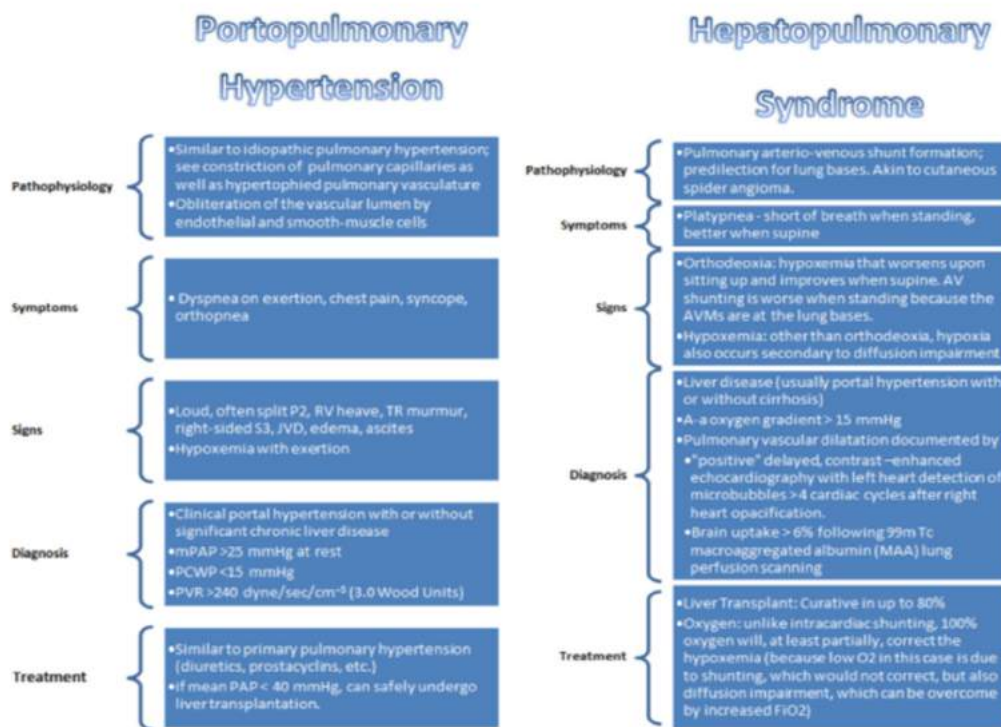 Portopulmonary
Hypertension
Pathophysiology
•Similar to idiopathic pulmonary hypertension;
see constriction of pulmonary capillaries as
well as hypertophied pulmonary vasculature
•Obliteration of the vascular lumen by
endothelial and smooth-muscle cells
Symptoms
• Dyspnea on exertion, chest pain, syncope,
orthopnea
Signs
•Loud, often split P2, RV heave, TR murmur,
right-sided S3, JVD, edema, ascites
•Hypoxemia with exertion
Diagnosis
•Clinical portal hypertension with or without
significant chronic liver disease
•mPAP >25 mmHg at rest
•PCWP <15 mmHg
•PVR >240 dyne/sec/cm⁻⁵ (3.0 Wood Units)
Treatment
•Similar to primary pulmonary hypertension
(diuretics, prostacyclins, etc.)
•if mean PAP < 40 mmHg, can safely undergo
liver transplantation.
Hepatopulmonary
Syndrome
Pathophysiology
•Pulmonary arterio-venous shunt formation;
predilection for lung bases. Akin to cutaneous
spider angioma.
Symptoms
•Platypnea - short of breath when standing,
better when supine
Signs
•Orthodeoxia: hypoxemia that worsens upon
sitting up and improves when supine. AV
shunting is worse when standing because the
AVMs are at the lung bases.
•Hypoxemia: other than orthodeoxia, hypoxia
also occurs secondary to diffusion impairment
Diagnosis
•Liver disease (usually portal hypertension with
or without cirrhosis)
•A-a oxygen gradient > 15 mmHg
•Pulmonary vascular dilatation documented by
•"positive" delayed, contrast –enhanced
echocardiography with left heart detection of
microbubbles >4 cardiac cycles after right
heart opacification.
•Brain uptake > 6% following 99m Tc
macroaggregated albumin (MAA) lung
perfusion scanning
Treatment
•Liver Transplant: Curative in up to 80%
•Oxygen: unlike intracardiac shunting, 100%
oxygen will, at least partially, correct the
hypoxemia (because low O2 in this case is due
to shunting, which would not correct, but also
diffusion impairment, which can be overcome
by increased FiO2)